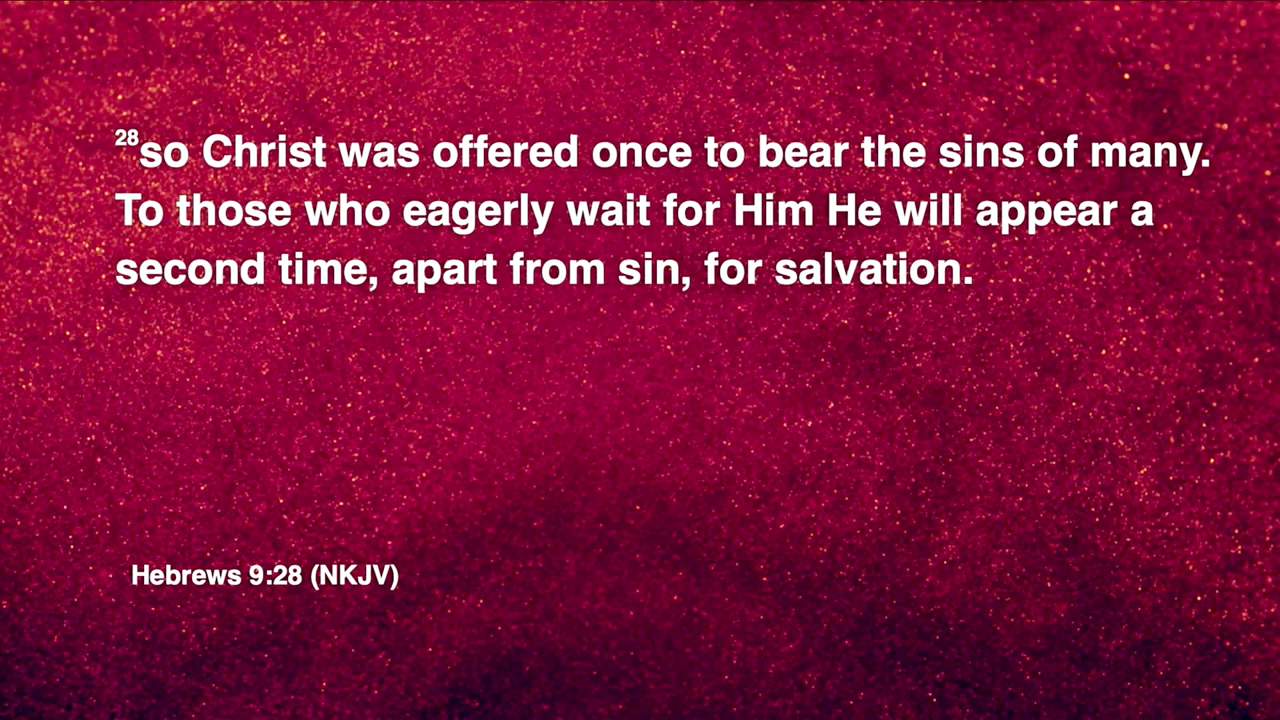 28so Christ was offered once to bear the sins of many.
To those who eagerly wait for Him He will appear a
second time, apart from sin, for salvation.
Hebrews 9:28 (NKJV)